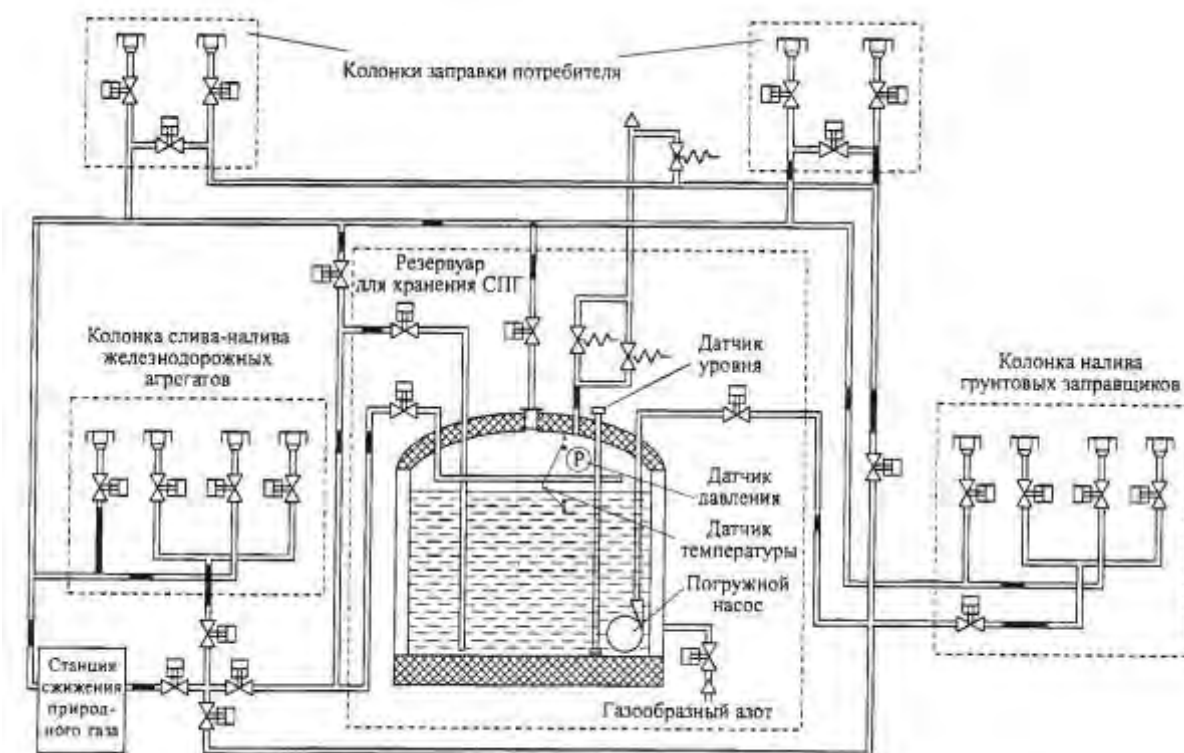 Колонки заправки потребителя
Резервуар
для хранения СПГ
Колонка слива-налива
железнодорожных
агрегатов
Датчик
уровня
Колонка налива
грунтовых заправщиков
P
Датчик
давления
Датчик
температуры
Погружной
насос
Станция
сжижения
природ-
ного газа
Газообразный азот